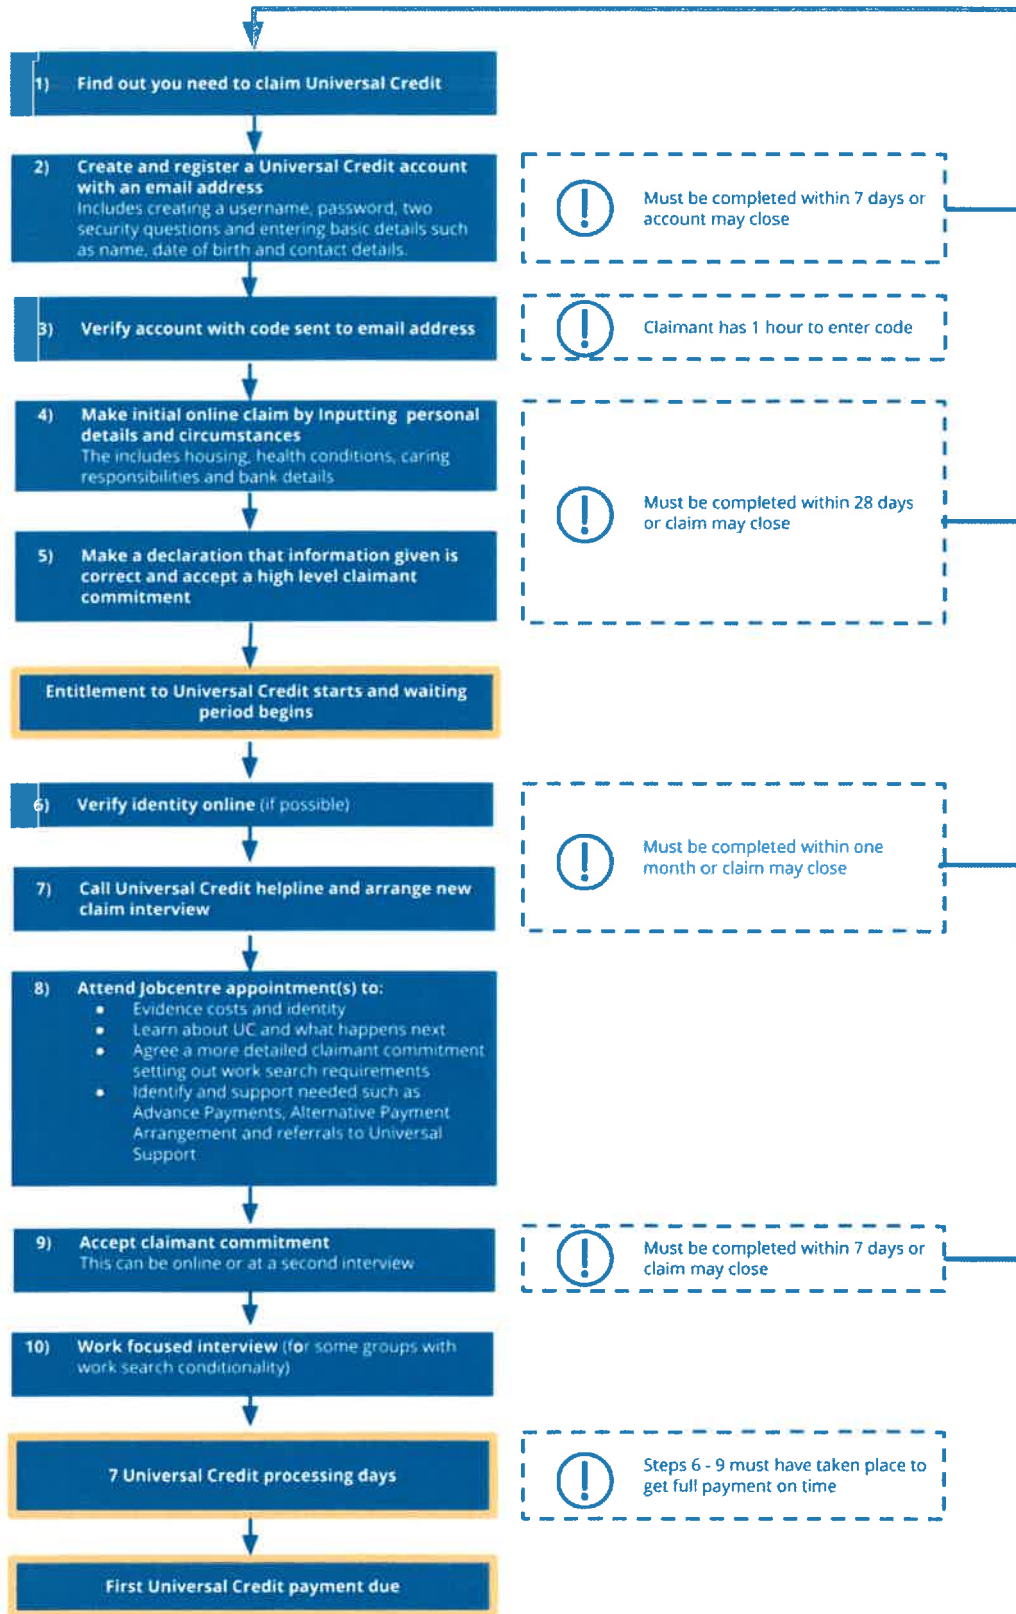 1) Find out you need to claim Universal Credit
2) Create and register a Universal Credit account
with an email address
Includes creating a username, password, two
security questions and entering basic details such
as name, date of birth and contact details.
Must be completed within 7 days or
account may close
3) Verify account with code sent to email address
Claimant has 1 hour to enter code
4) Make initial online claim by Inputting personal
details and circumstances
The includes housing, health conditions, caring
responsibilities and bank details
Must be completed within 28 days
or claim may close
5) Make a declaration that information given is
correct and accept a high level claimant
commitment
Entitlement to Universal Credit starts and waiting
period begins
6) Verify identity online (if possible)
Must be completed within one
month or claim may close
7) Call Universal Credit helpline and arrange new
claim interview
8) Attend Jobcentre appointment(s) to:
● Evidence costs and identity
● Learn about UC and what happens next
● Agree a more detailed claimant commitment
setting out work search requirements
● Identify and support needed such as
Advance Payments, Alternative Payment
Arrangement and referrals to Universal
Support
9) Accept claimant commitment
This can be online or at a second interview
Must be completed within 7 days or
claim may close
10) Work focused interview (for some groups with
work search conditionality)
7 Universal Credit processing days
Steps 6 - 9 must have taken place to
get full payment on time
First Universal Credit payment due